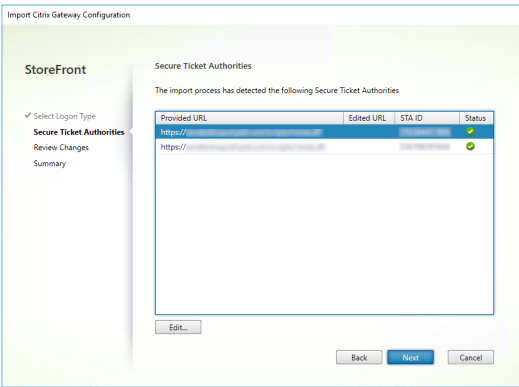 Import Citrix Gateway Configuration
StoreFront
Select Logon Type
Secure Ticket Authorities
Review Changes
Summary
Secure Ticket Authorities
The import process has detected the following Secure Ticket Authorities
Provided URL Edited URL STA ID Status
https://
https://
Edit...
Back Next Cancel